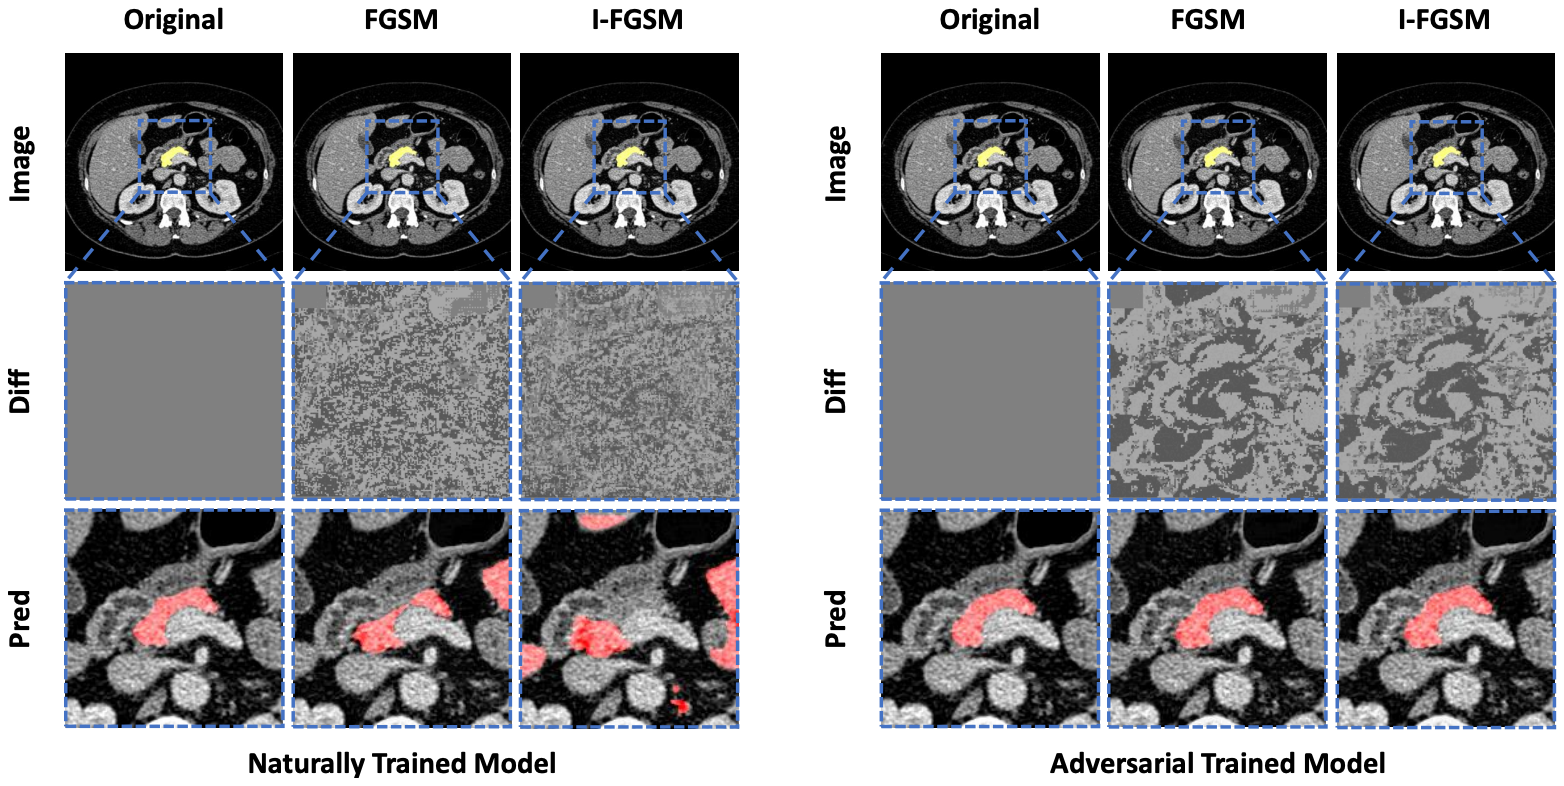 Original FGSM I-FGSM Original FGSM I-FGSM
Image Image
Diff Diff
Pred Pred
Naturally Trained Model Adversarial Trained Model